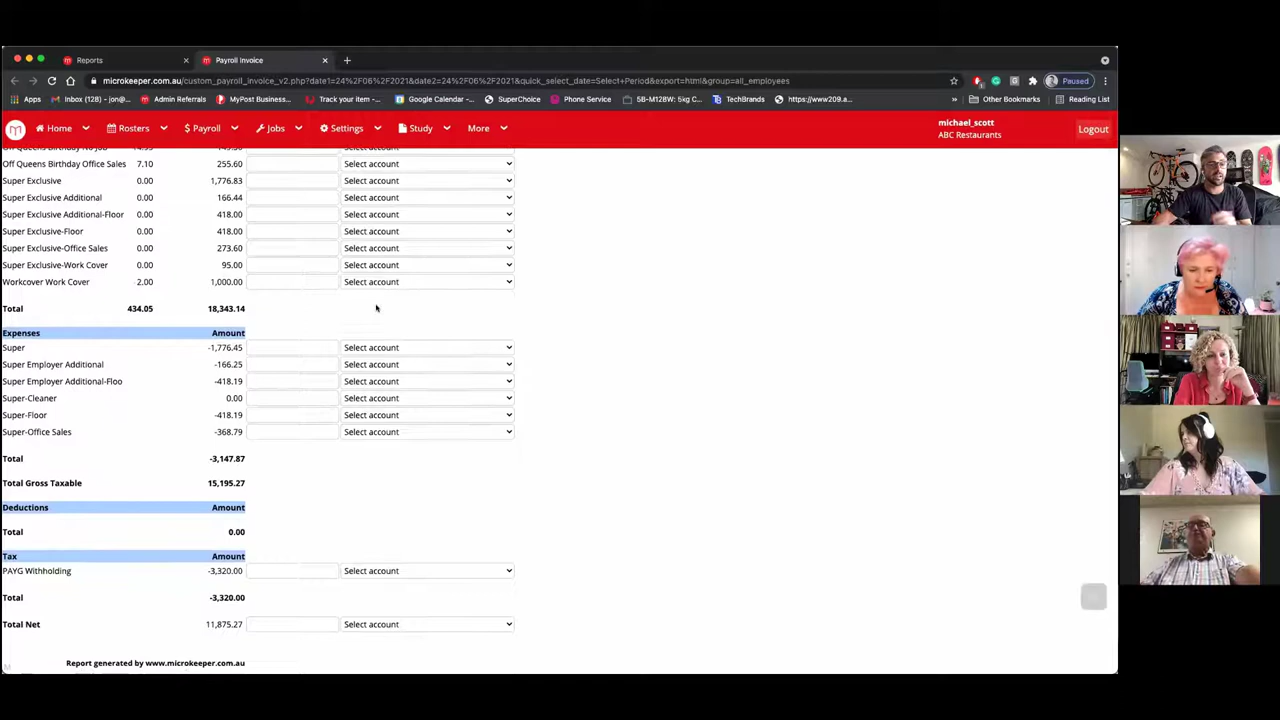 Reports
Payroll Invoice
microkeeper.com.au/custom_payroll_invoice_v2.php?date1=24%2F06%2F2021&date2=24%2F06%2F2021&quick_select_date=Select+Period&export=html&group=all_employees
Paused
Apps Inbox (128) - jon@... Admin Referrals MyPost Business... Track your item -... Google Calendar -... SuperChoice Phone Service 5B-M12BW: 5kg C... TechBrands https://www209.a... » Other Bookmarks Reading List
Home Rosters $ Payroll Jobs Settings Study More michael_scott ABC Restaurants Logout
Off Queens Birthday Office Sales 7.10 255.60 Select account
Super Exclusive 0.00 1,776.83 Select account
Super Exclusive Additional 0.00 166.44 Select account
Super Exclusive Additional-Floor 0.00 418.00 Select account
Super Exclusive-Floor 0.00 418.00 Select account
Super Exclusive-Office Sales 0.00 273.60 Select account
Super Exclusive-Work Cover 0.00 95.00 Select account
Workcover Work Cover 2.00 1,000.00 Select account
Total 434.05 18,343.14
Expenses Amount
Super -1,776.45 Select account
Super Employer Additional -166.25 Select account
Super Employer Additional-Floo -418.19 Select account
Super-Cleaner 0.00 Select account
Super-Floor -418.19 Select account
Super-Office Sales -368.79 Select account
Total -3,147.87
Total Gross Taxable 15,195.27
Deductions Amount
Total 0.00
Tax Amount
PAYG Withholding -3,320.00 Select account
Total -3,320.00
Total Net 11,875.27 Select account
Report generated by www.microkeeper.com.au